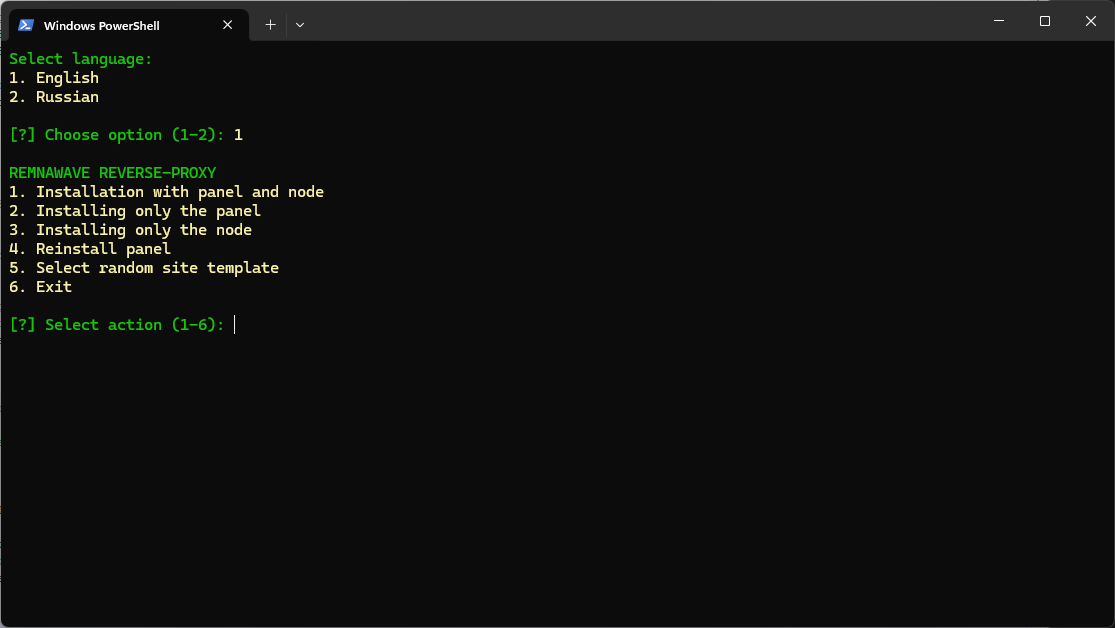 Windows PowerShell
Select language:
1. English
2. Russian
[?] Choose option (1-2): 1
REMNAWAVE REVERSE-PROXY
1. Installation with panel and node
2. Installing only the panel
3. Installing only the node
4. Reinstall panel
5. Select random site template
6. Exit
[?] Select action (1-6):